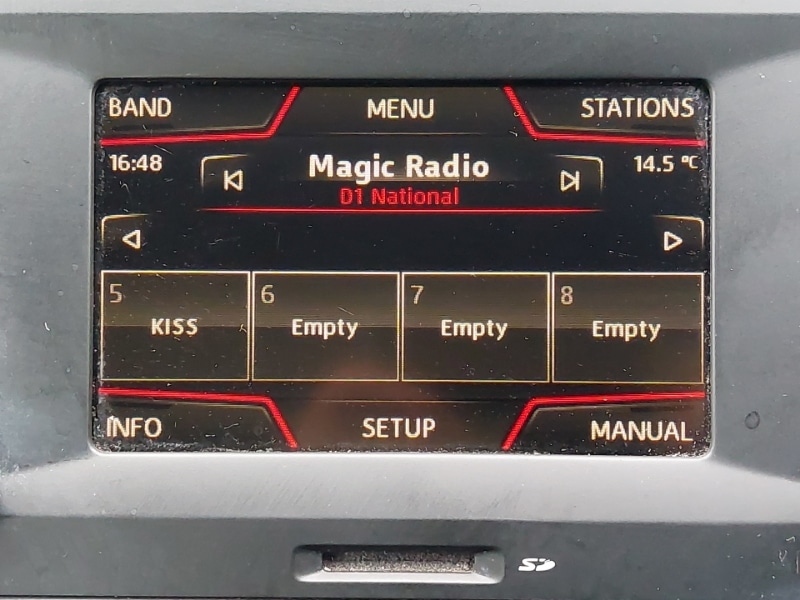 BAND MENU STATIONS
16:48 Magic Radio 14.5 °C
D1 National
5 6 7 8
KISS Empty Empty Empty
INFO SETUP MANUAL
SD